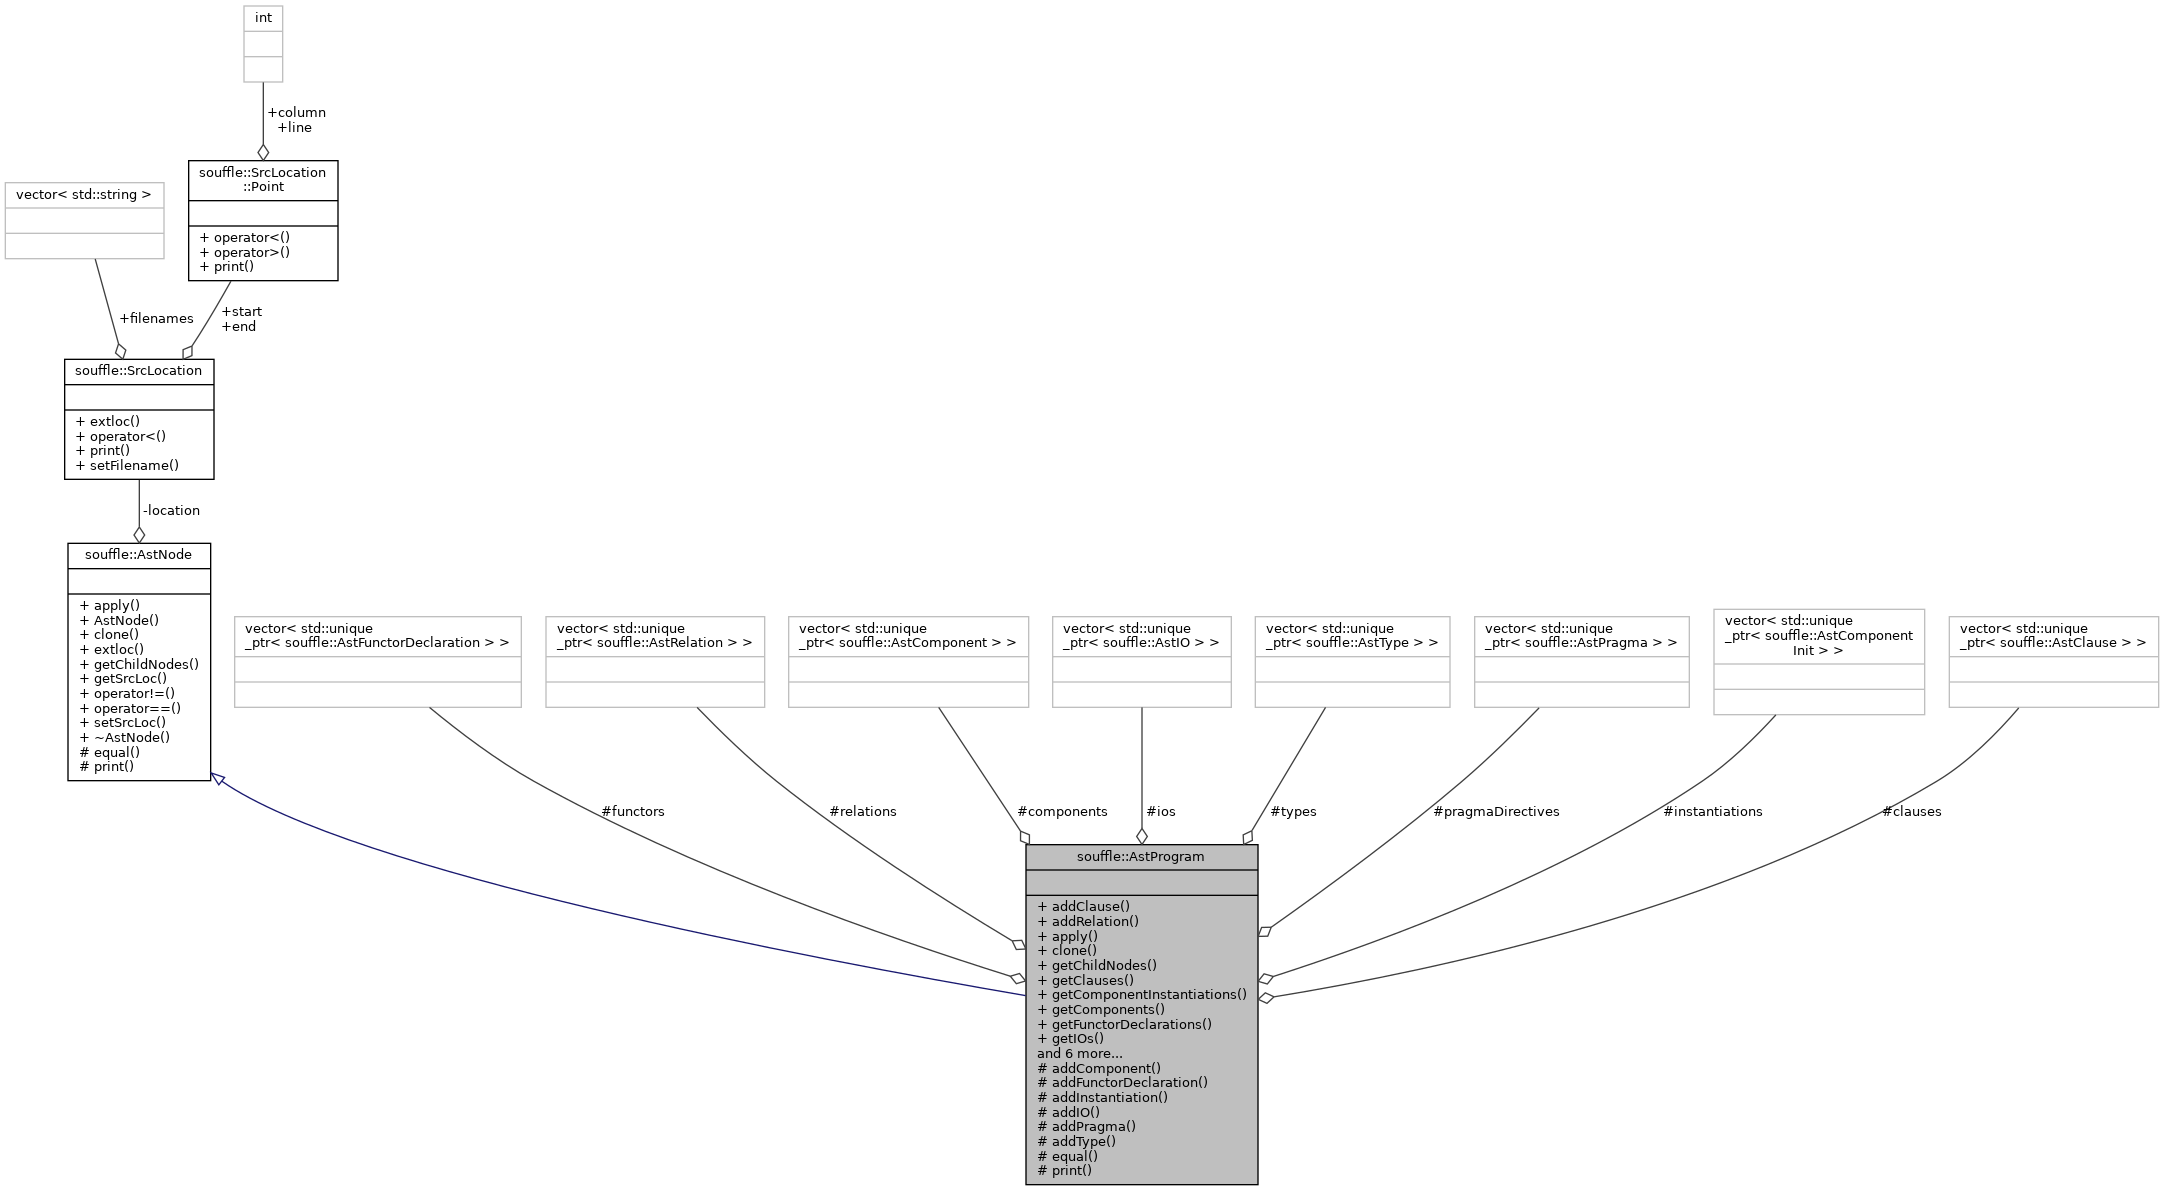 int
+column
+line
souffle::SrcLocation
::Point
+ operator<()
+ operator>()
+ print()
vector< std::string >
+filenames
+start
+end
souffle::SrcLocation
+ extloc()
+ operator<()
+ print()
+ setFilename()
-location
souffle::AstNode
+ apply()
+ AstNode()
+ clone()
+ extloc()
+ getChildNodes()
+ getSrcLoc()
+ operator!=()
+ operator==()
+ setSrcLoc()
+ ~AstNode()
# equal()
# print()
vector< std::unique
_ptr< souffle::AstFunctorDeclaration > >
vector< std::unique
_ptr< souffle::AstRelation > >
vector< std::unique
_ptr< souffle::AstComponent > >
vector< std::unique
_ptr< souffle::AstIO > >
vector< std::unique
_ptr< souffle::AstType > >
vector< std::unique
_ptr< souffle::AstPragma > >
vector< std::unique
_ptr< souffle::AstComponent
Init > >
vector< std::unique
_ptr< souffle::AstClause > >
#functors
#relations
#components
#ios
#types
#pragmaDirectives
#instantiations
#clauses
souffle::AstProgram
+ addClause()
+ addRelation()
+ apply()
+ clone()
+ getChildNodes()
+ getClauses()
+ getComponentInstantiations()
+ getComponents()
+ getFunctorDeclarations()
+ getIOs()
and 6 more...
# addComponent()
# addFunctorDeclaration()
# addInstantiation()
# addIO()
# addPragma()
# addType()
# equal()
# print()